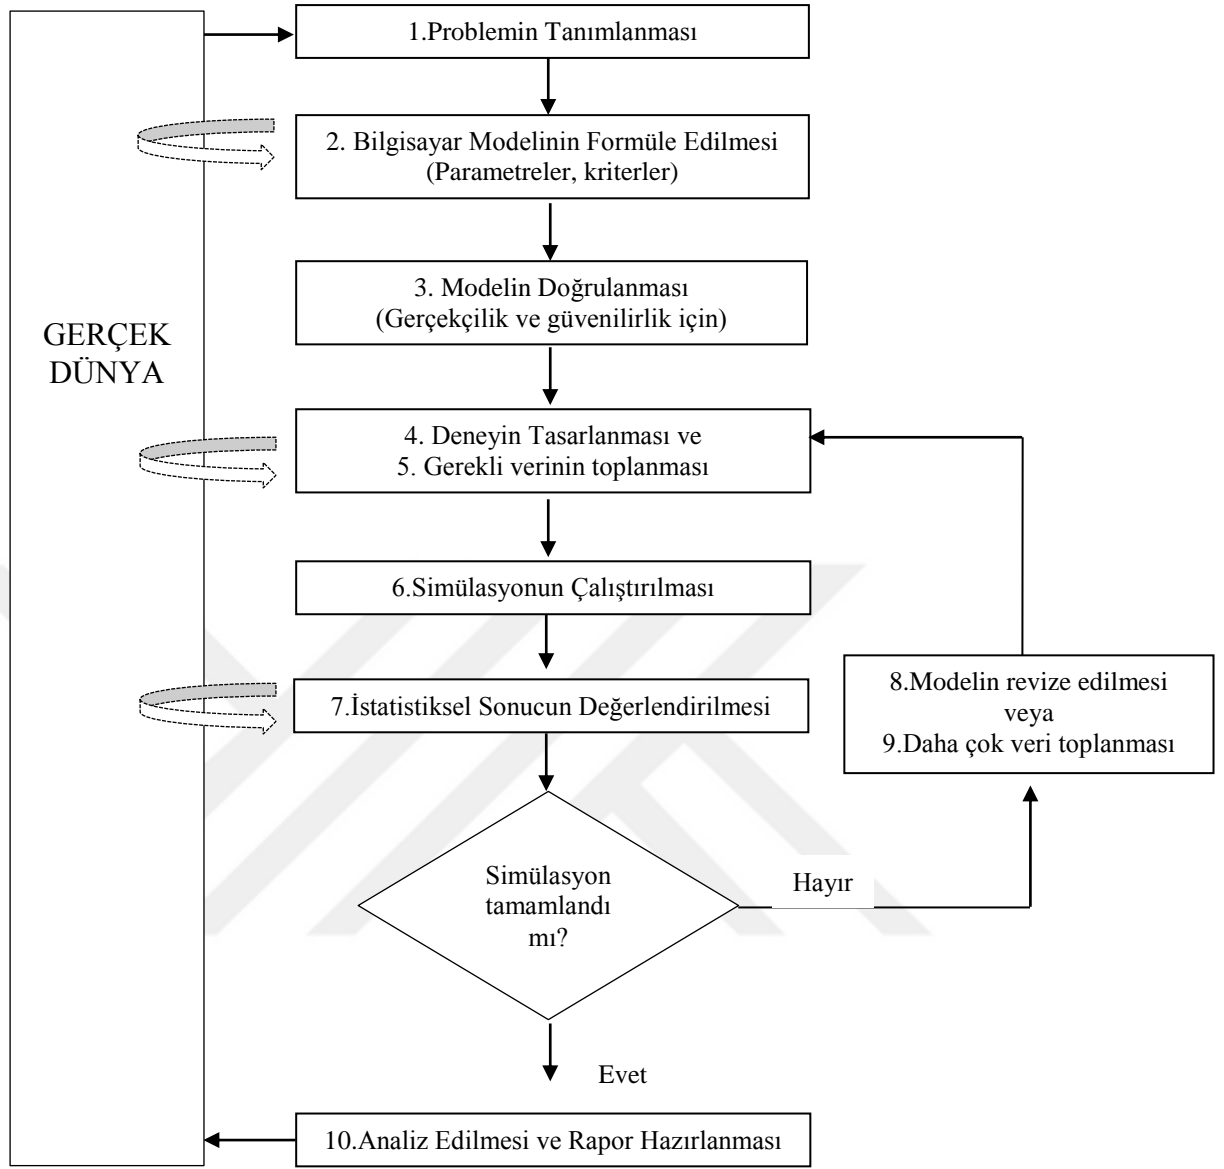 1.Problemin Tanımlanması
2. Bilgisayar Modelinin Formüle Edilmesi
(Parametreler, kriterler)
3. Modelin Doğrulanması
(Gerçekçilik ve güvenilirlik için)
GERÇEK
DÜNYA
4. Deneyin Tasarlanması ve
5. Gerekli verinin toplanması
6.Simülasyonun Çalıştırılması
7.İstatistiksel Sonucun Değerlendirilmesi
8.Modelin revize edilmesi
veya
9.Daha çok veri toplanması
Simülasyon
tamamlandı
mı?
Hayır
Evet
10.Analiz Edilmesi ve Rapor Hazırlanması